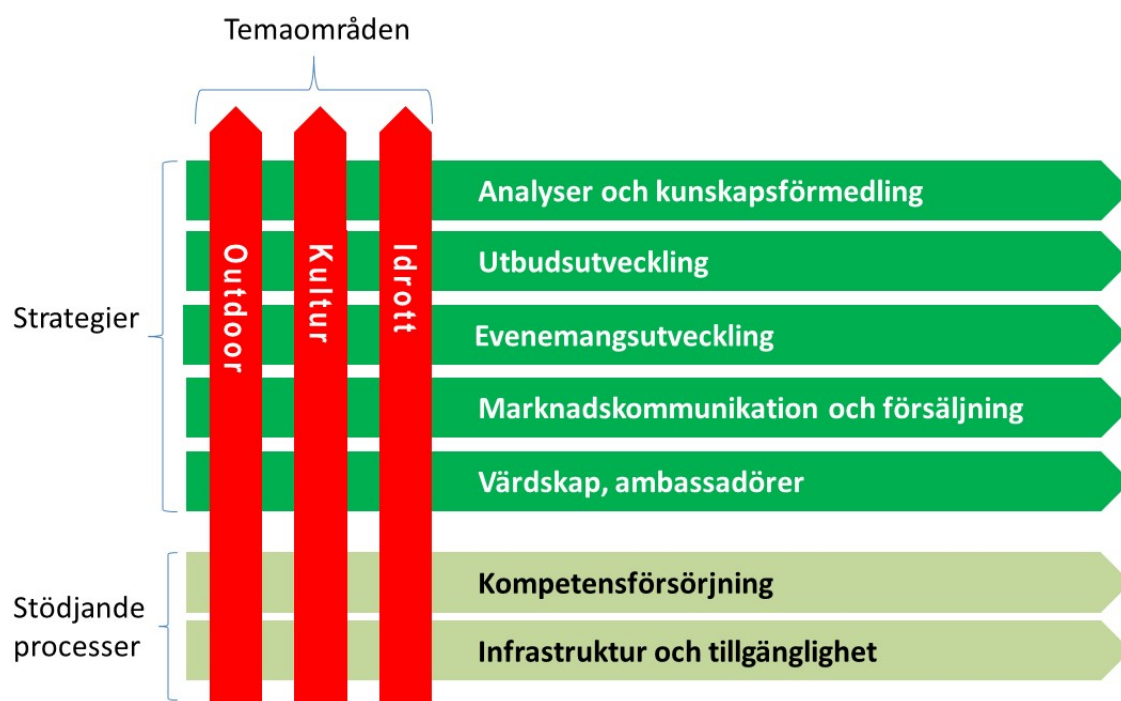 Temaområden
Outdoor
Kultur
Idrott
Strategier
Analyser och kunskapsförmedling
Utbudsutveckling
Evenemangsutveckling
Marknadskommunikation och försäljning
Värdskap, ambassadörer
Stödjande
processer
Kompetensförsörjning
Infrastruktur och tillgänglighet